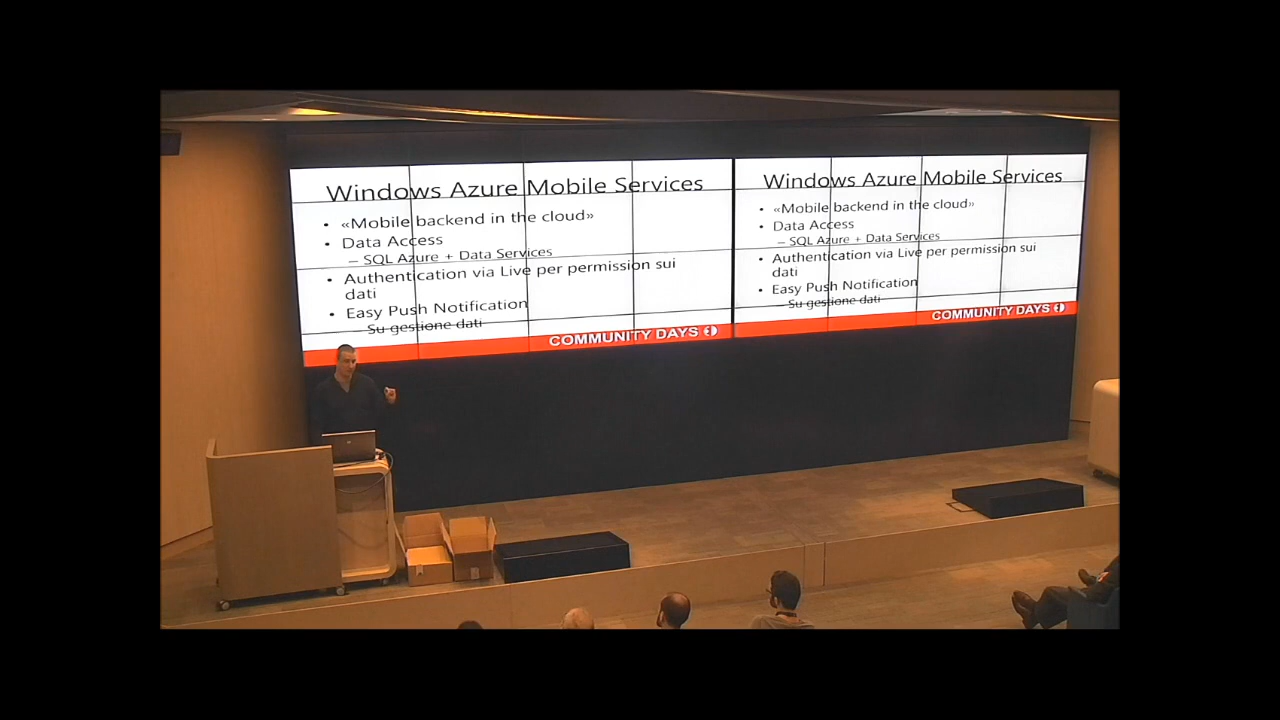 Windows Azure Mobile Services
• «Mobile backend in the cloud»
• Data Access
– SQL Azure + Data Services
• Authentication via Live per permission sui
dati
• Easy Push Notification
– Su gestione dati
COMMUNITY DAYS
Windows Azure Mobile Services
• «Mobile backend in the cloud»
• Data Access
– SQL Azure + Data Services
• Authentication via Live per permission sui
dati
• Easy Push Notification
– Su gestione dati
COMMUNITY DAYS